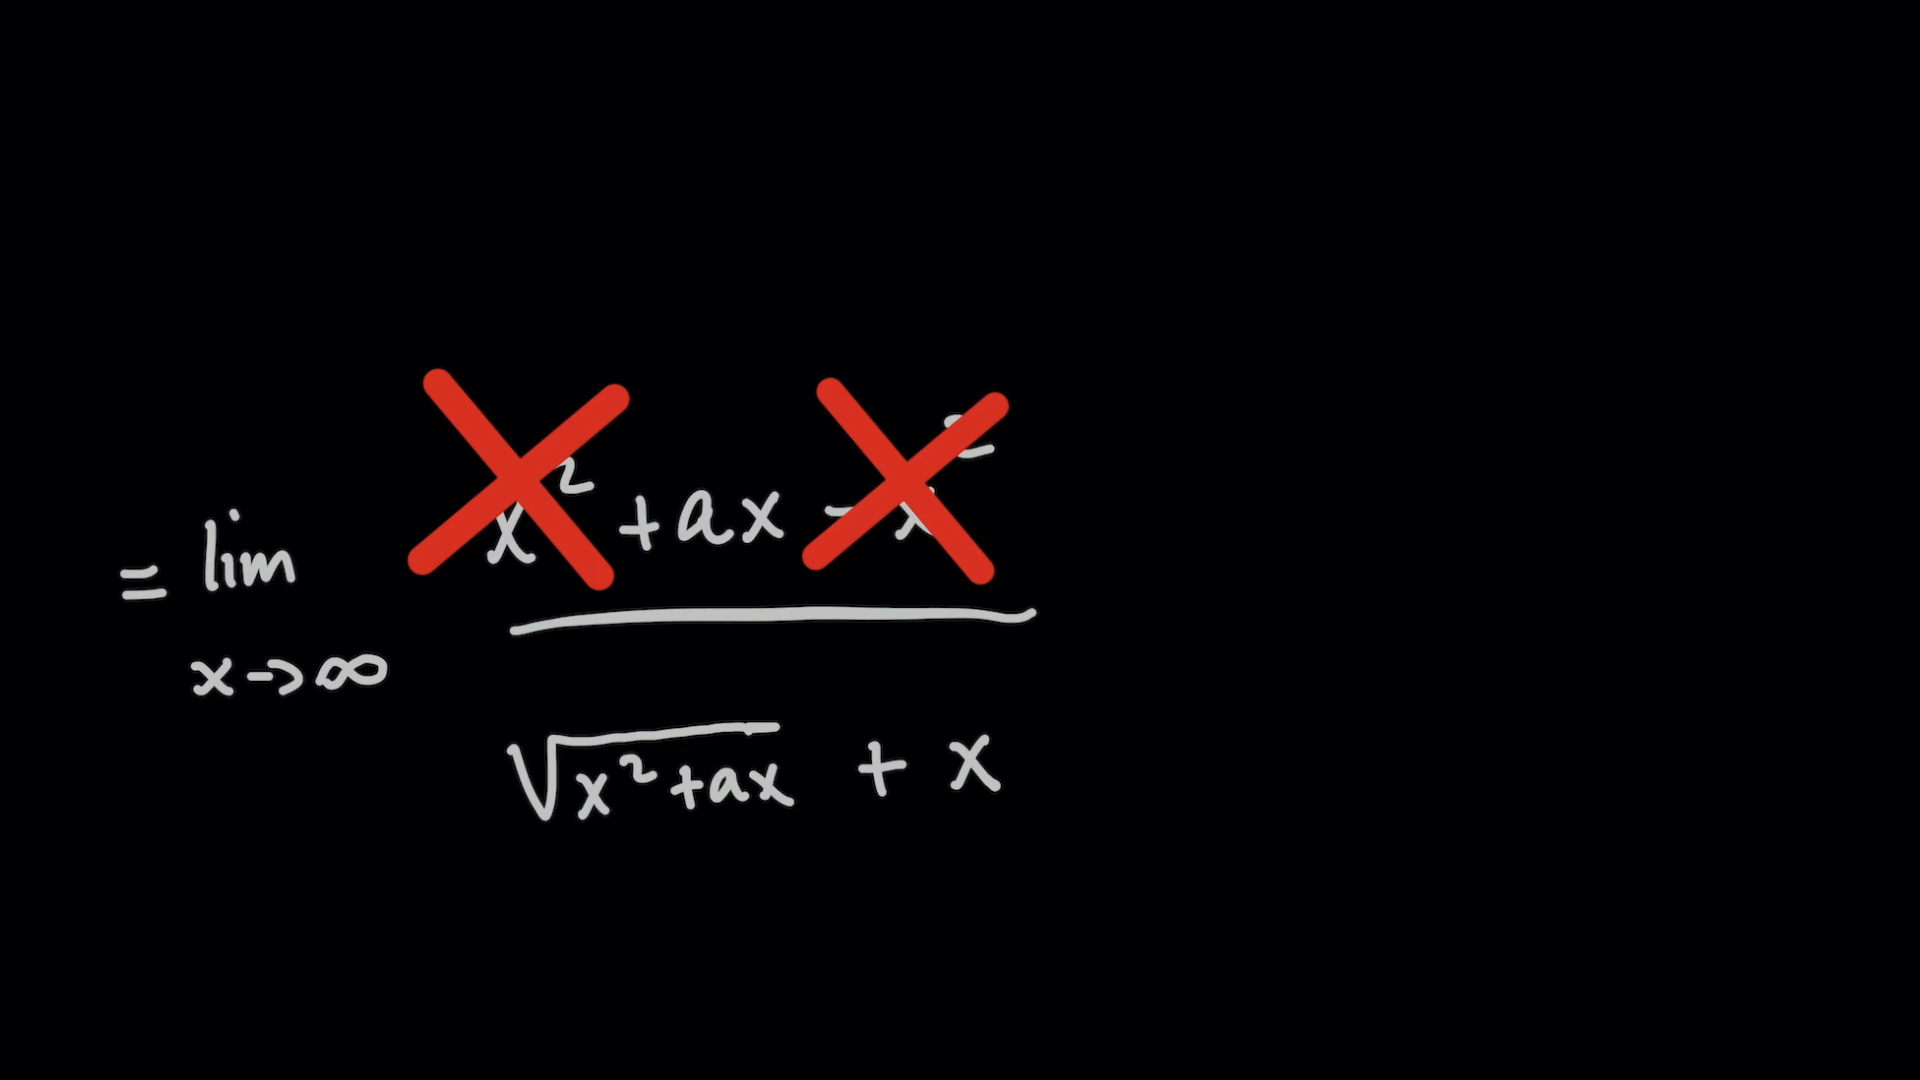 = lim x² + ax - x²
x→∞
√x²+ax + x